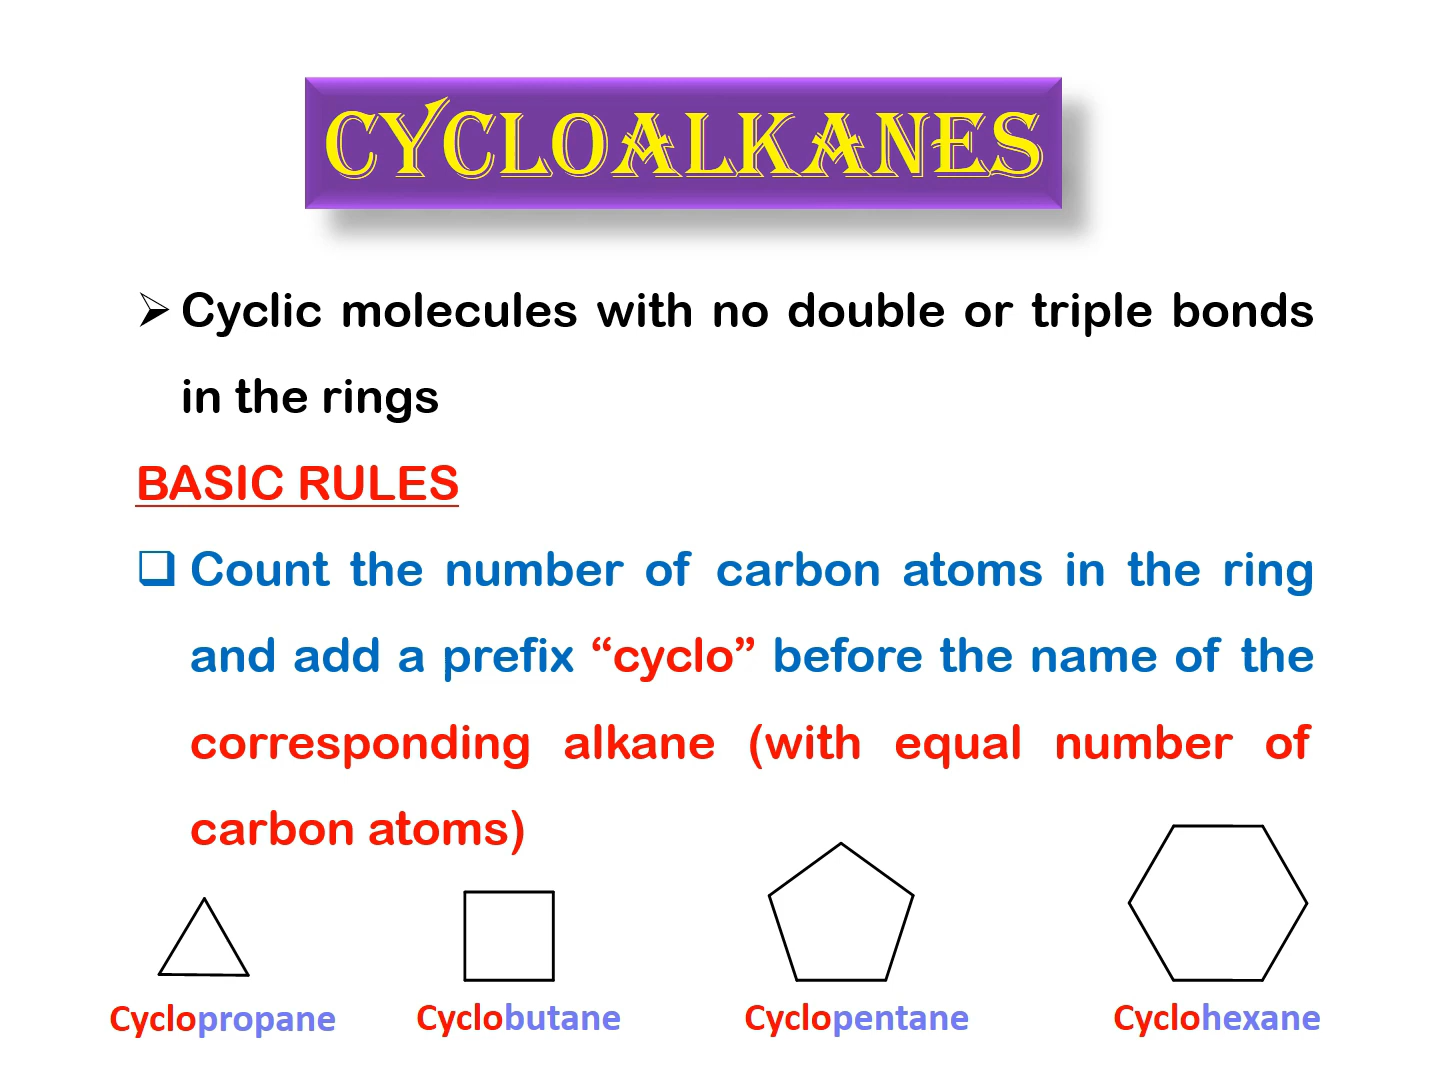 CYCLOALKANES
➢ Cyclic molecules with no double or triple bonds
in the rings
BASIC RULES
❑ Count the number of carbon atoms in the ring
and add a prefix “cyclo” before the name of the
corresponding alkane (with equal number of
carbon atoms)
Cyclopropane Cyclobutane Cyclopentane Cyclohexane